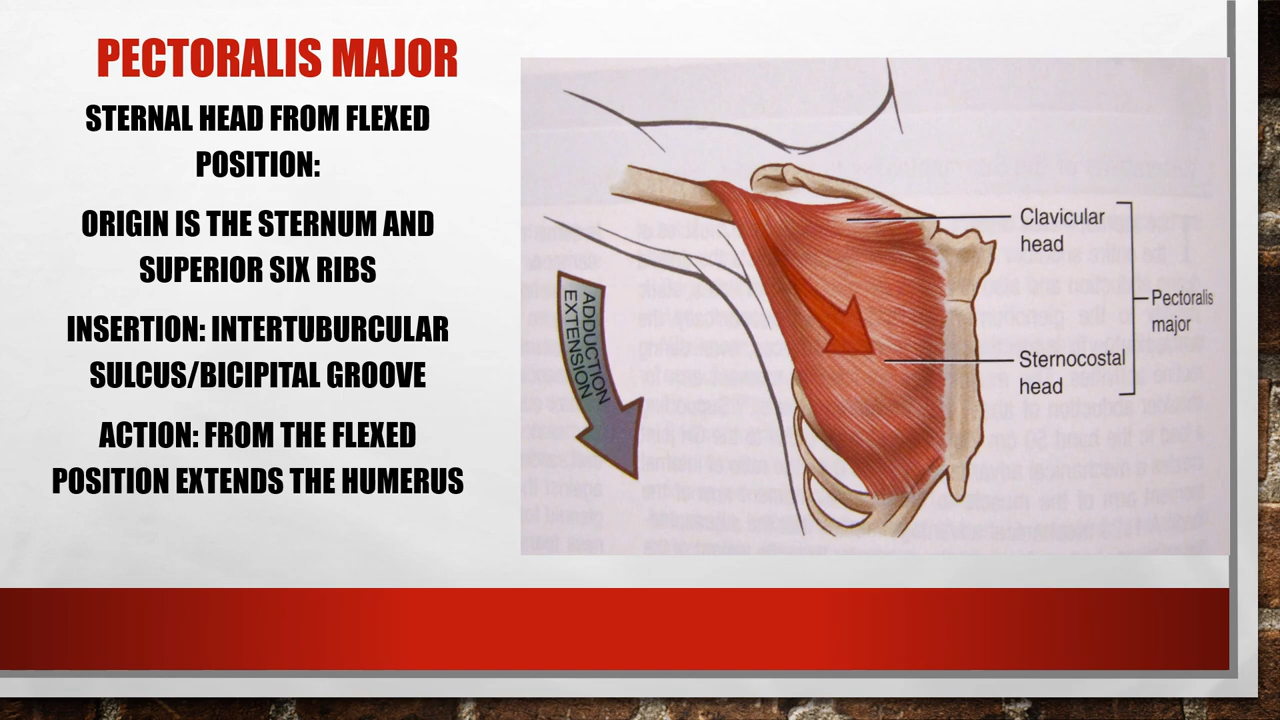 PECTORALIS MAJOR
STERNAL HEAD FROM FLEXED
POSITION:
ORIGIN IS THE STERNUM AND
SUPERIOR SIX RIBS
INSERTION: INTERTUBURCULAR
SULCUS/BICIPITAL GROOVE
ACTION: FROM THE FLEXED
POSITION EXTENDS THE HUMERUS
ADDUCTION
EXTENSION
Clavicular
head
Pectoralis
major
Sternocostal
head